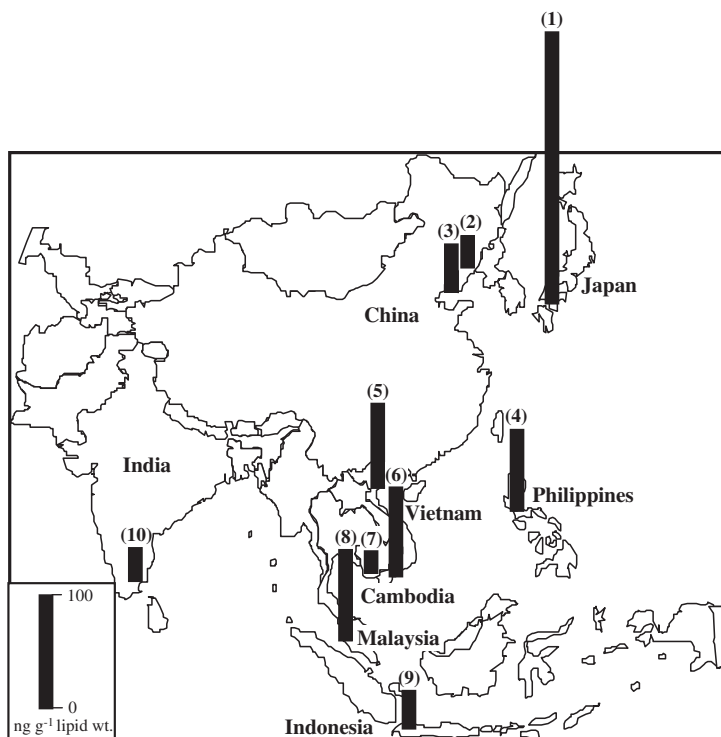 (1)
(2)
(3)
Japan
China
(5)
(4)
India
(6)
Philippines
Vietnam
(10)
(8) (7)
100
Cambodia
Malaysia
(9)
0
ng g⁻¹ lipid wt.
Indonesia